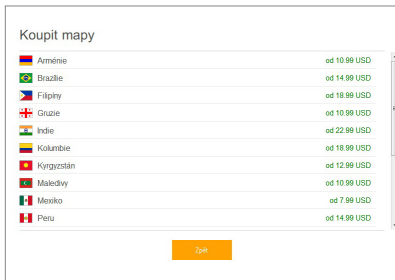 Koupit mapy
Arménie od 10.99 USD
Brazílie od 14.99 USD
Filipíny od 18.99 USD
Gruzie od 10.99 USD
Indie od 22.99 USD
Kolumbie od 18.99 USD
Kyrgyzstán od 12.99 USD
Maledivy od 10.99 USD
Mexiko od 7.99 USD
Peru od 14.99 USD
Zpět